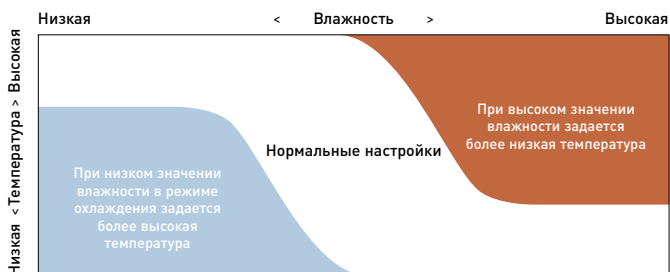 Низкая < Влажность > Высокая
Низкая < Температура > Высокая
При высоком значении
влажности задается
более низкая температура
Нормальные настройки
При низком значении
влажности в режиме
охлаждения задается
более высокая
температура